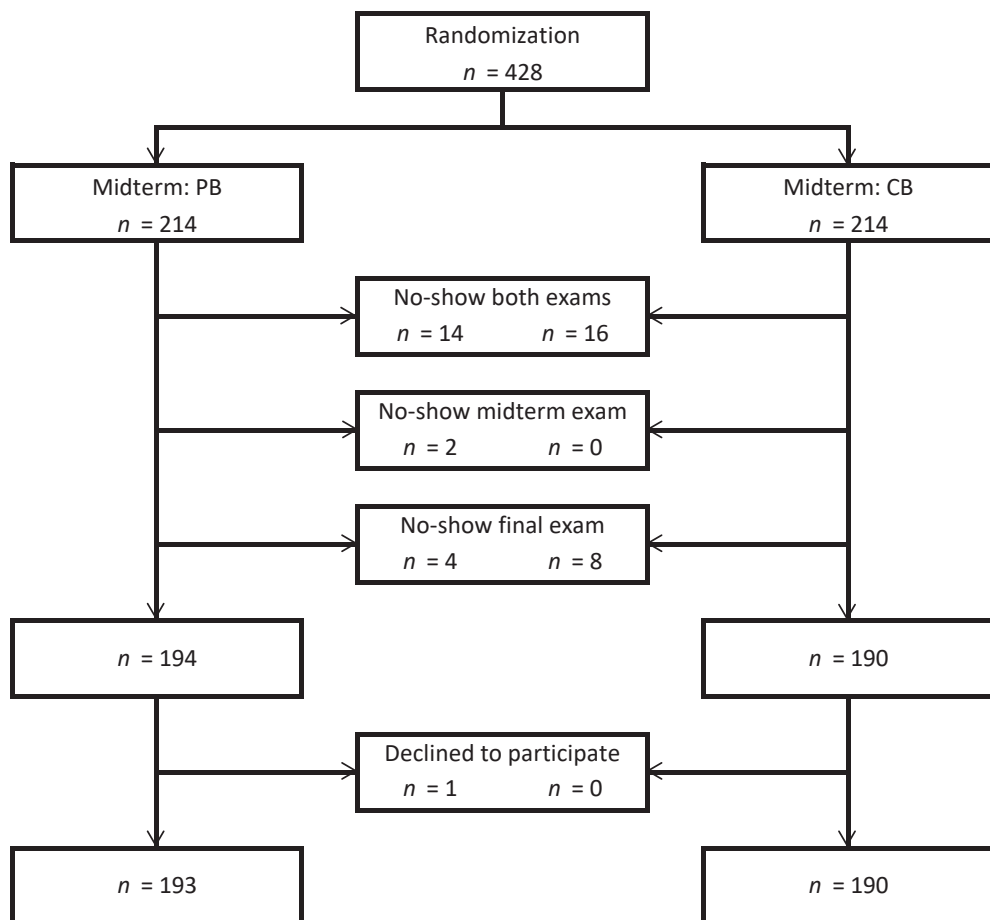 Randomization
n = 428
Midterm: PB
n = 214
Midterm: CB
n = 214
No-show both exams
n = 14 n = 16
No-show midterm exam
n = 2 n = 0
No-show final exam
n = 4 n = 8
n = 194
n = 190
Declined to participate
n = 1 n = 0
n = 193
n = 190